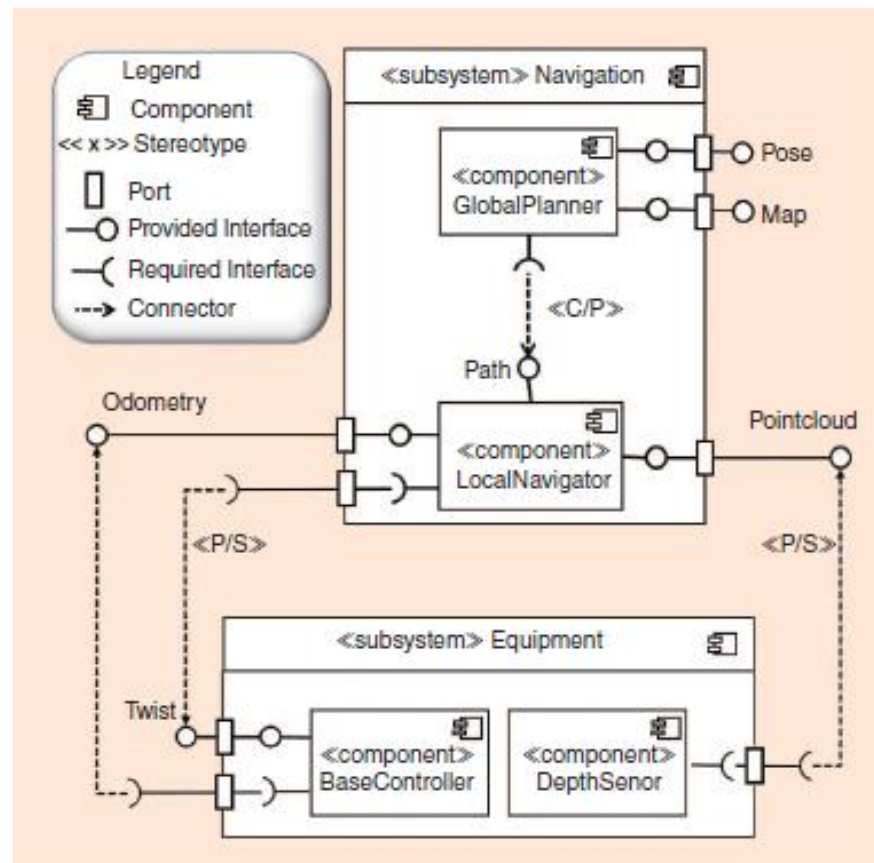 Legend
Component
<< x >> Stereotype
Port
Provided Interface
Required Interface
Connector
≪subsystem≫ Navigation
≪component≫
GlobalPlanner
Pose
Map
≪C/P≫
Path
Odometry
≪component≫
LocalNavigator
Pointcloud
≪P/S≫
≪P/S≫
≪subsystem≫ Equipment
Twist
≪component≫
BaseController
≪component≫
DepthSenor